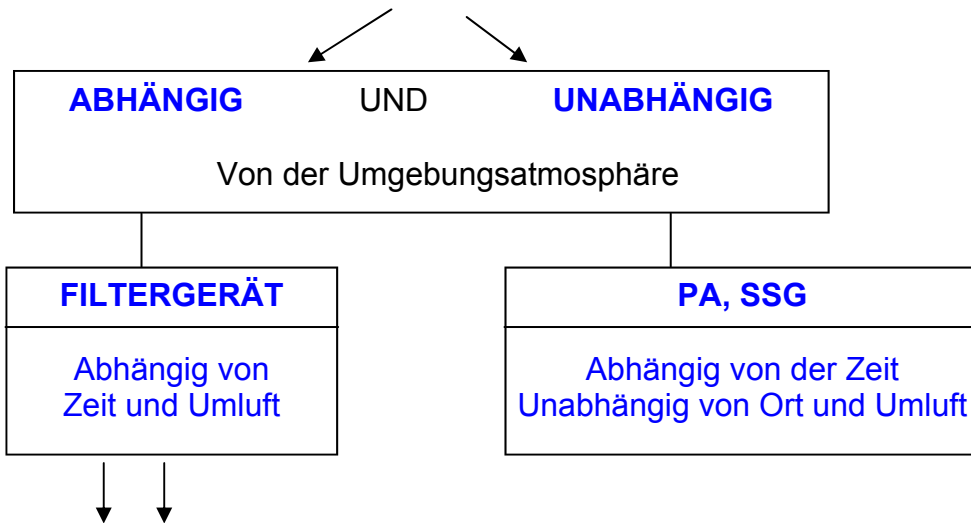 ABHÄNGIG UND UNABHÄNGIG
Von der Umgebungsatmosphäre
FILTERGERÄT
Abhängig von
Zeit und Umluft
PA, SSG
Abhängig von der Zeit
Unabhängig von Ort und Umluft